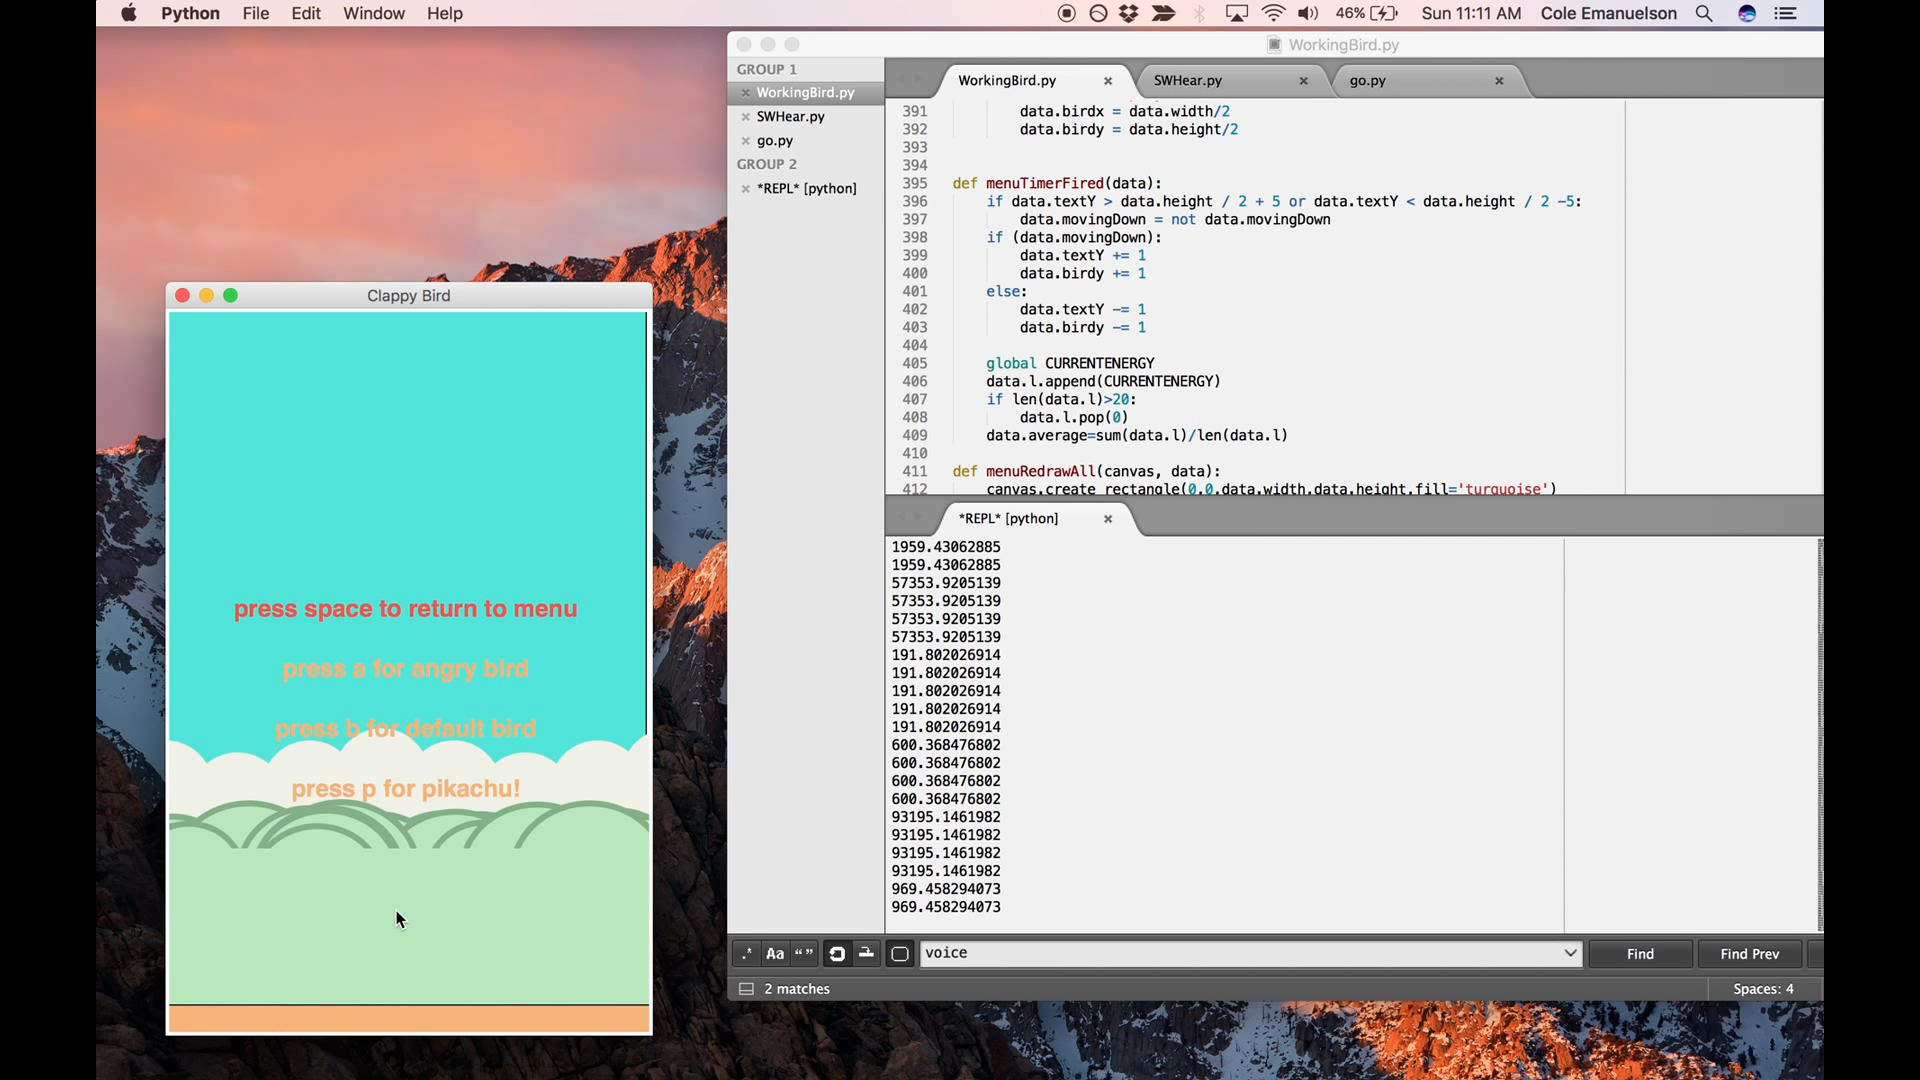 Python File Edit Window Help 46% Sun 11:11 AM Cole Emanuelson
WorkingBird.py
GROUP 1
WorkingBird.py
SWHear.py
go.py
GROUP 2
*REPL* [python]
WorkingBird.py SWHear.py go.py
391 data.birdx = data.width/2
392 data.birdy = data.height/2
393
394
395 def menuTimerFired(data):
396 if data.textY > data.height / 2 + 5 or data.textY < data.height / 2 -5:
397 data.movingDown = not data.movingDown
398 if (data.movingDown):
399 data.textY += 1
400 data.birdy += 1
401 else:
402 data.textY -= 1
403 data.birdy -= 1
404
405 global CURRENTENERGY
406 data.l.append(CURRENTENERGY)
407 if len(data.l)>20:
408 data.l.pop(0)
409 data.average=sum(data.l)/len(data.l)
410
411 def menuRedrawAll(canvas, data):
412 canvas.create_rectangle(0,0,data.width,data.height,fill='turquoise')
*REPL* [python]
1959.43062885
1959.43062885
57353.9205139
57353.9205139
57353.9205139
57353.9205139
191.802026914
191.802026914
191.802026914
191.802026914
191.802026914
600.368476802
600.368476802
600.368476802
600.368476802
93195.1461982
93195.1461982
93195.1461982
93195.1461982
969.458294073
969.458294073
.* Aa “ ” voice Find Find Prev
2 matches Spaces: 4
Clappy Bird
press space to return to menu
press a for angry bird
press b for default bird
press p for pikachu!